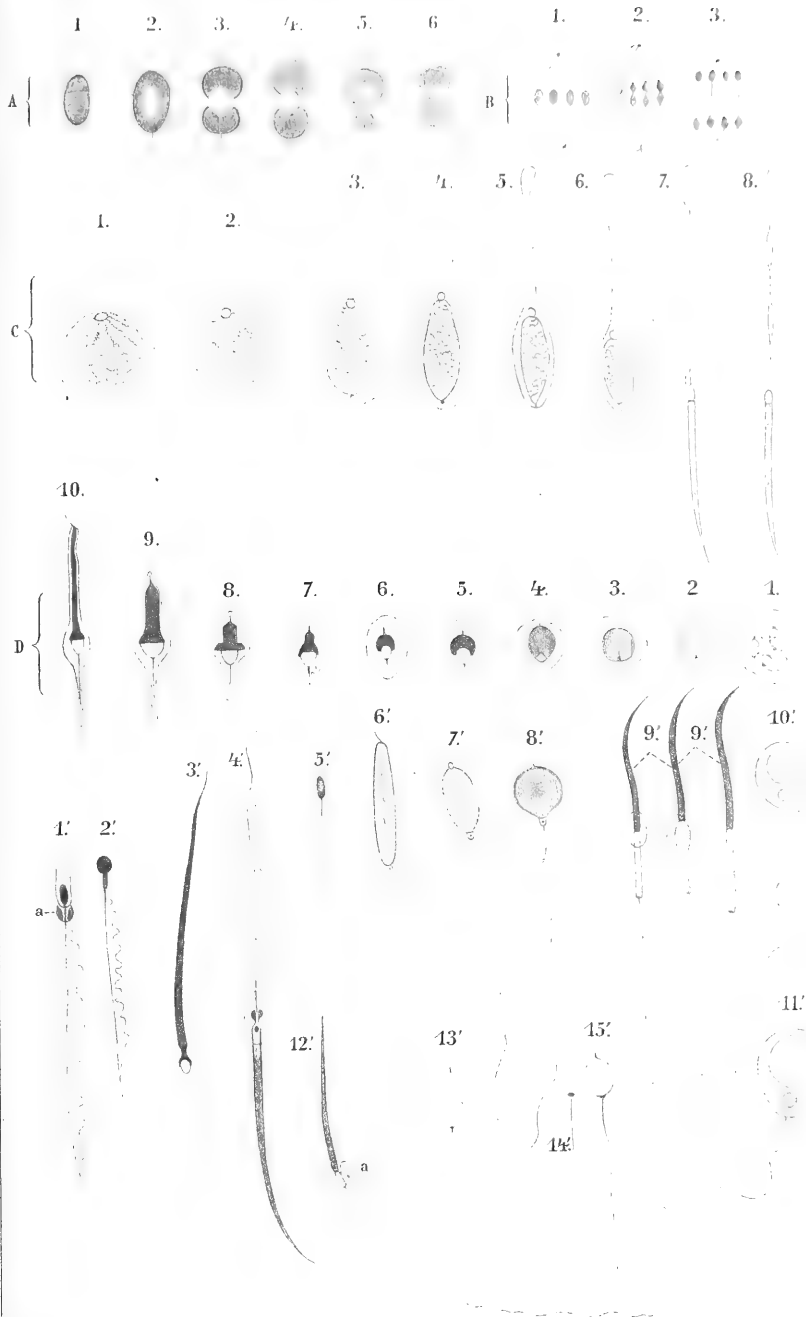 1 2. 3. 4. 5. 6 1. 2. 3.
A B
3. 4. 5. 6. 7. 8.
1. 2.
C
10.
9.
8. 7. 6. 5. 4. 3. 2 1.
D
6'. 7'. 8'. 9'. 9'. 10'.
3'. 4'. 5'.
1'. 2'.
a
11'.
12'. 13' 15'.
14'.
a